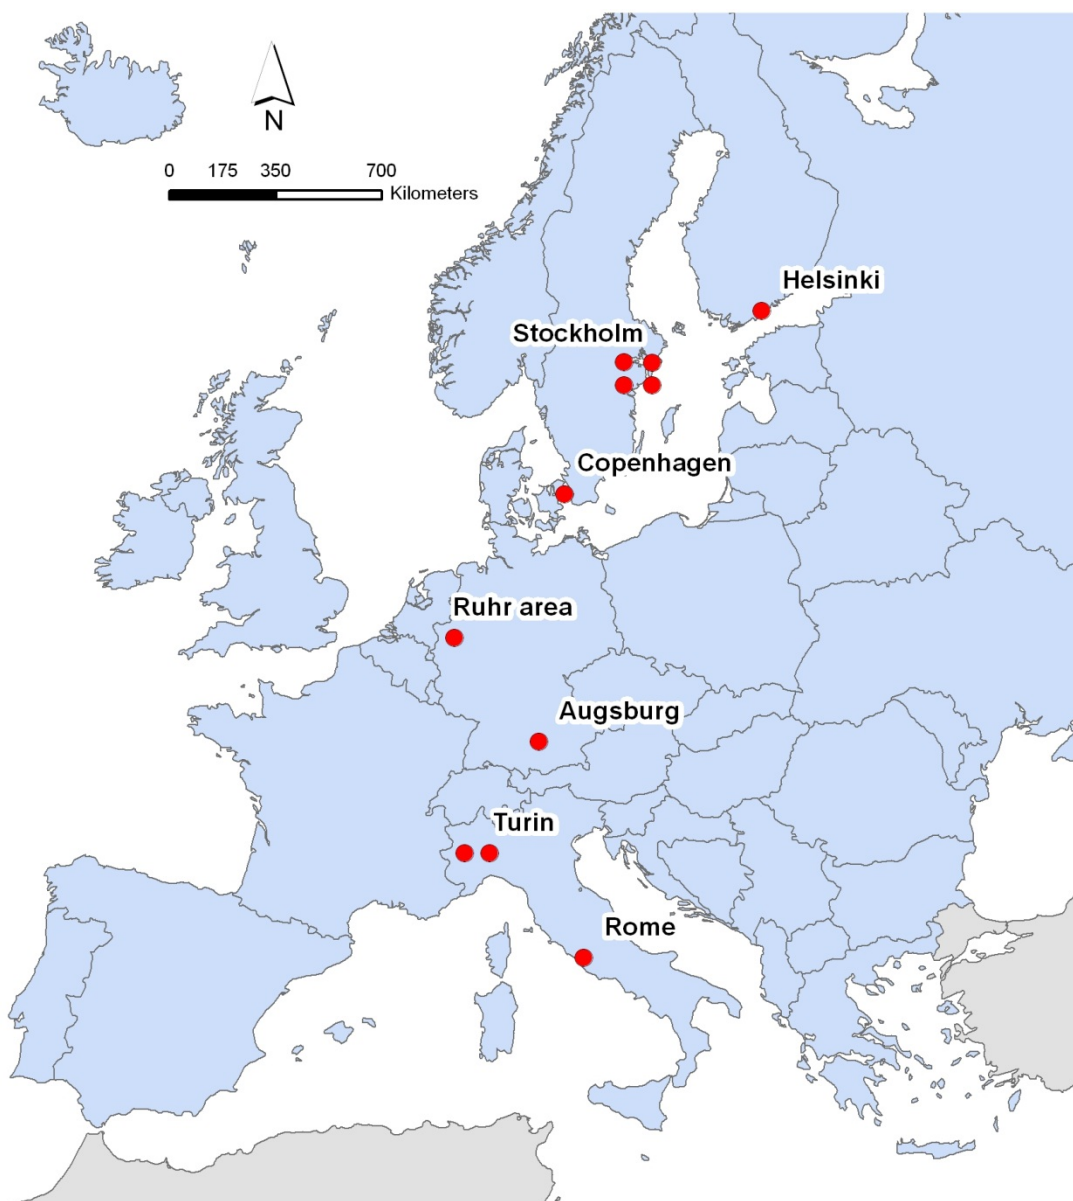 N
0 175 350 700
Kilometers
Helsinki
Stockholm
Copenhagen
Ruhr area
Augsburg
Turin
Rome